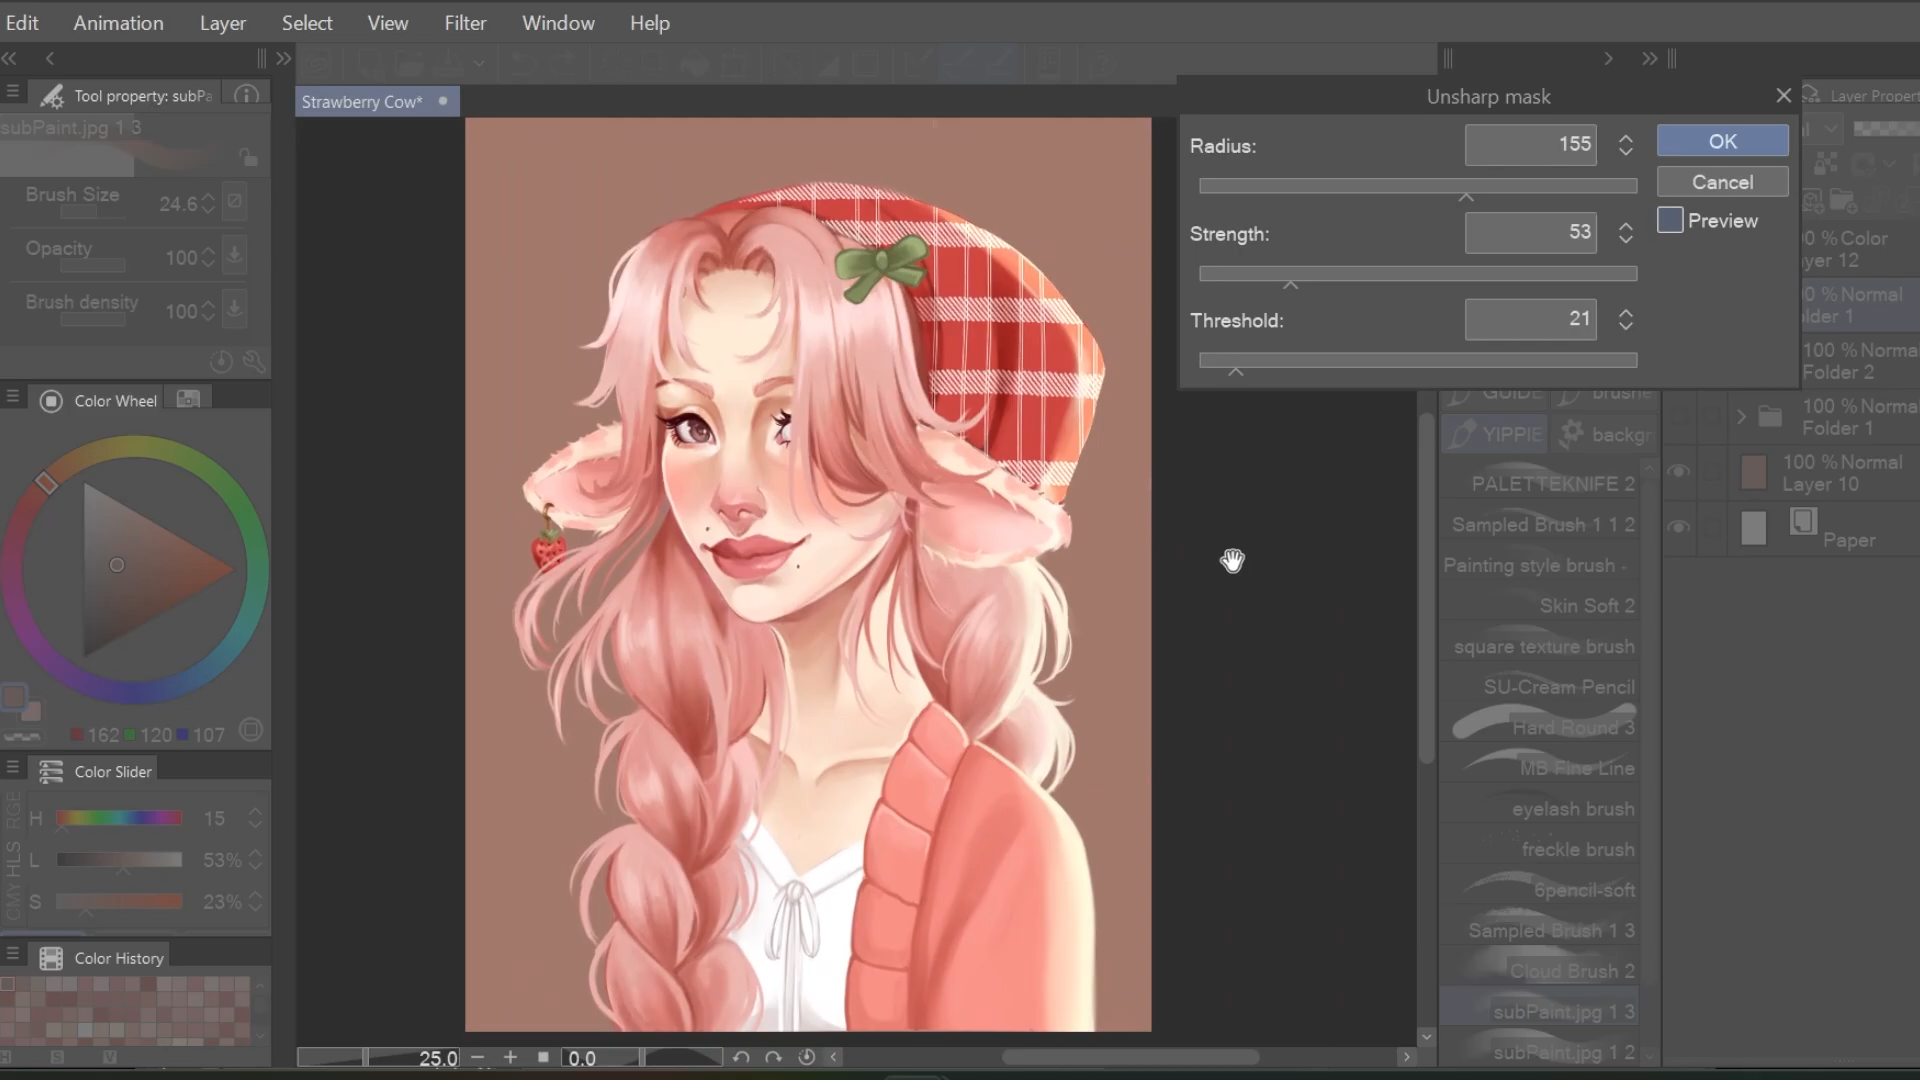 Edit Animation Layer Select View Filter Window Help
Tool property: subPa
Strawberry Cow*
Unsharp mask
Layer Propert
subPaint.jpg 1 3
Radius: 155
OK
Cancel
Preview
Brush Size 24.6
Strength: 53
Opacity 100
Threshold: 21
Brush density 100
0 % Color
yer 12
0 % Normal
lder 1
100 % Norma
Folder 2
GUIDE brushe
100 % Norma
Folder 1
YIPPIE backgr
100 % Normal
Layer 10
Paper
Color Wheel
162 120 107
PALETTEKNIFE 2
Sampled Brush 1 1 2
Painting style brush -
Skin Soft 2
square texture brush
SU-Cream Pencil
Hard Round 3
MB Fine Line
eyelash brush
freckle brush
6pencil-soft
Sampled Brush 1 3
Cloud Brush 2
subPaint.jpg 1 3
subPaint.jpg 1 2
Color Slider
RGE
HLS
CMY
H 15
L 53%
S 23%
Color History
H S V
25.0 0.0